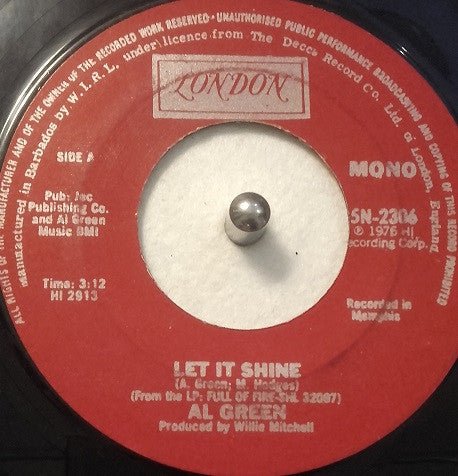 ALL RIGHTS OF THE MANUFACTURER AND OF THE OWNER OF THE RECORDED WORK RESERVED - UNAUTHORISED PUBLIC PERFORMANCE BROADCASTING AND COPYING OF THIS RECORD PROHIBITED
manufactured in Barbados by W.I.R.L. under licence from The Decca Record Co. Ltd. of London, England.
LONDON
SIDE A
MONO
Pub: Jec
Publishing Co.
and Al Green
Music BMI
5N-2306
℗ 1976 HI
ecording Corp.
Time: 3:12
HI 2913
Recorded in
Memphis
LET IT SHINE
(A. Green; M. Hodges)
(From the LP: FULL OF FIRE-SHL 32087)
AL GREEN
Produced by Willie Mitchell